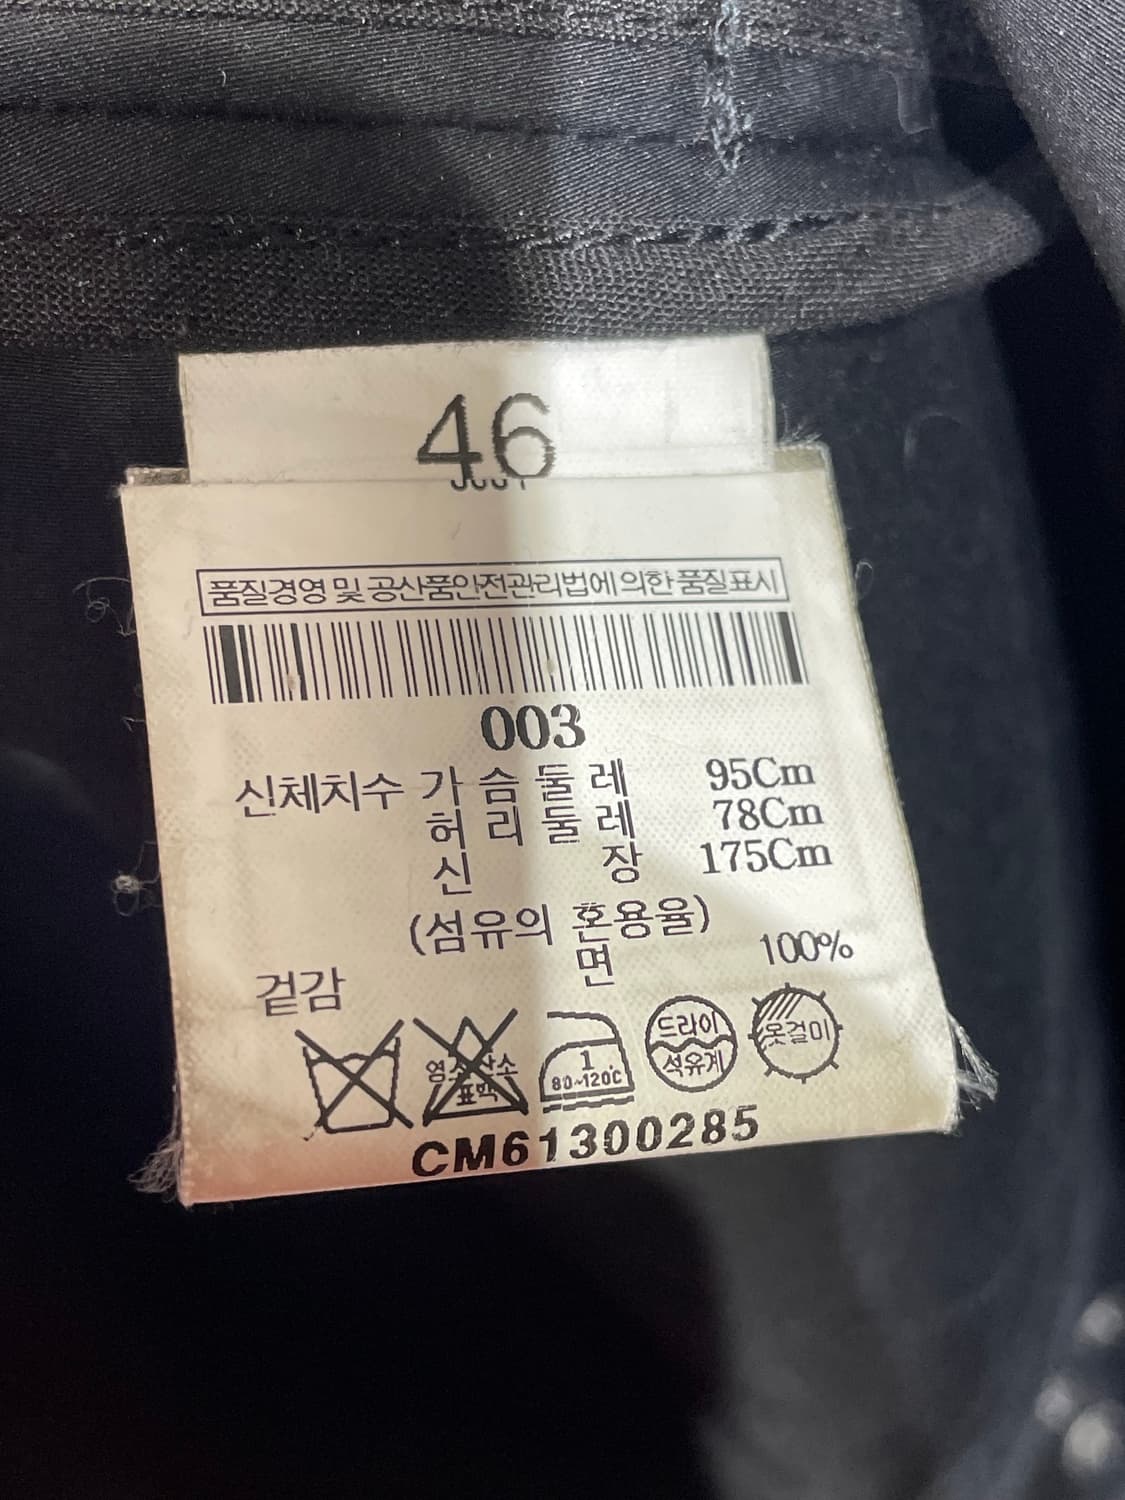 46
품질경영 및 공산품안전관리법에 의한 품질표시
003
신체치수 가 슴 둘 레 95Cm
허 리 둘 레 78Cm
신 장 175Cm
(섬유의 혼용율)
겉감 면 100%
1
80~120℃
드라이
석유계
옷걸이
CM61300285